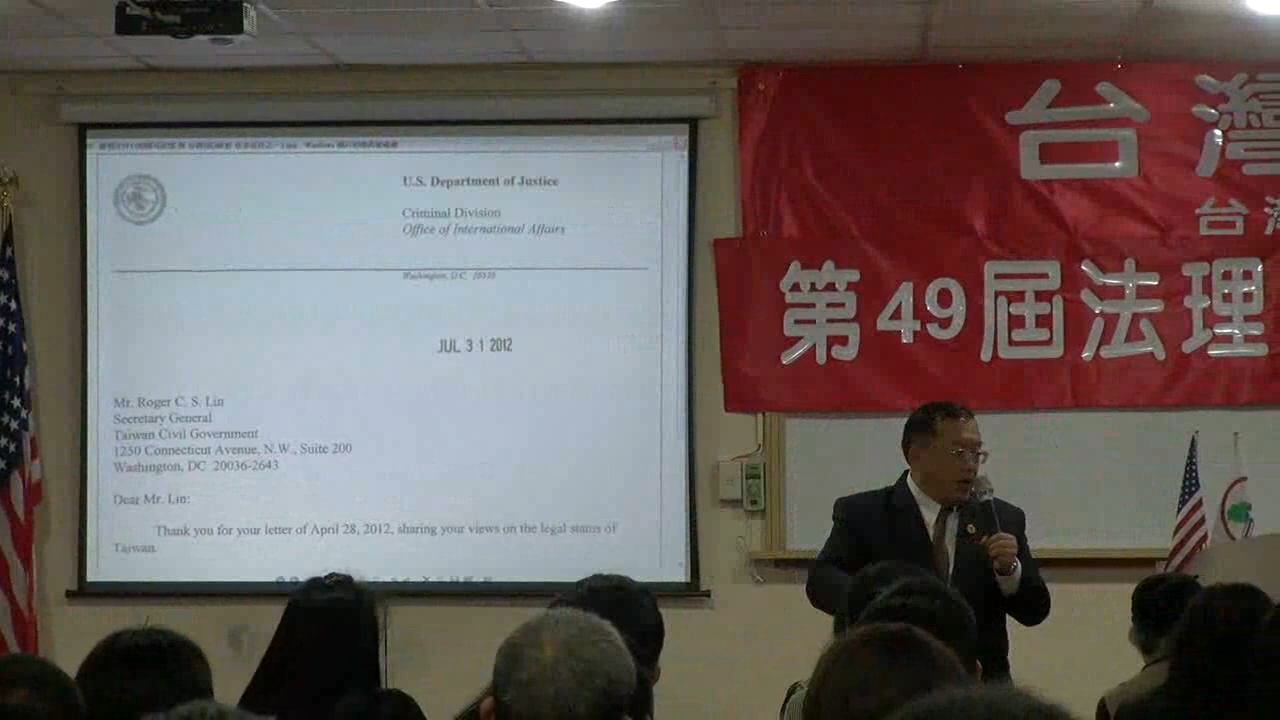 U.S. Department of Justice
Criminal Division
Office of International Affairs
Washington, D.C. 20530
JUL 31 2012
Mr. Roger C. S. Lin
Secretary General
Taiwan Civil Government
1250 Connecticut Avenue, N.W., Suite 200
Washington, DC 20036-2643
Dear Mr. Lin:
Thank you for your letter of April 28, 2012, sharing your views on the legal status of
Taiwan.
台灣
台灣
第49屆法理